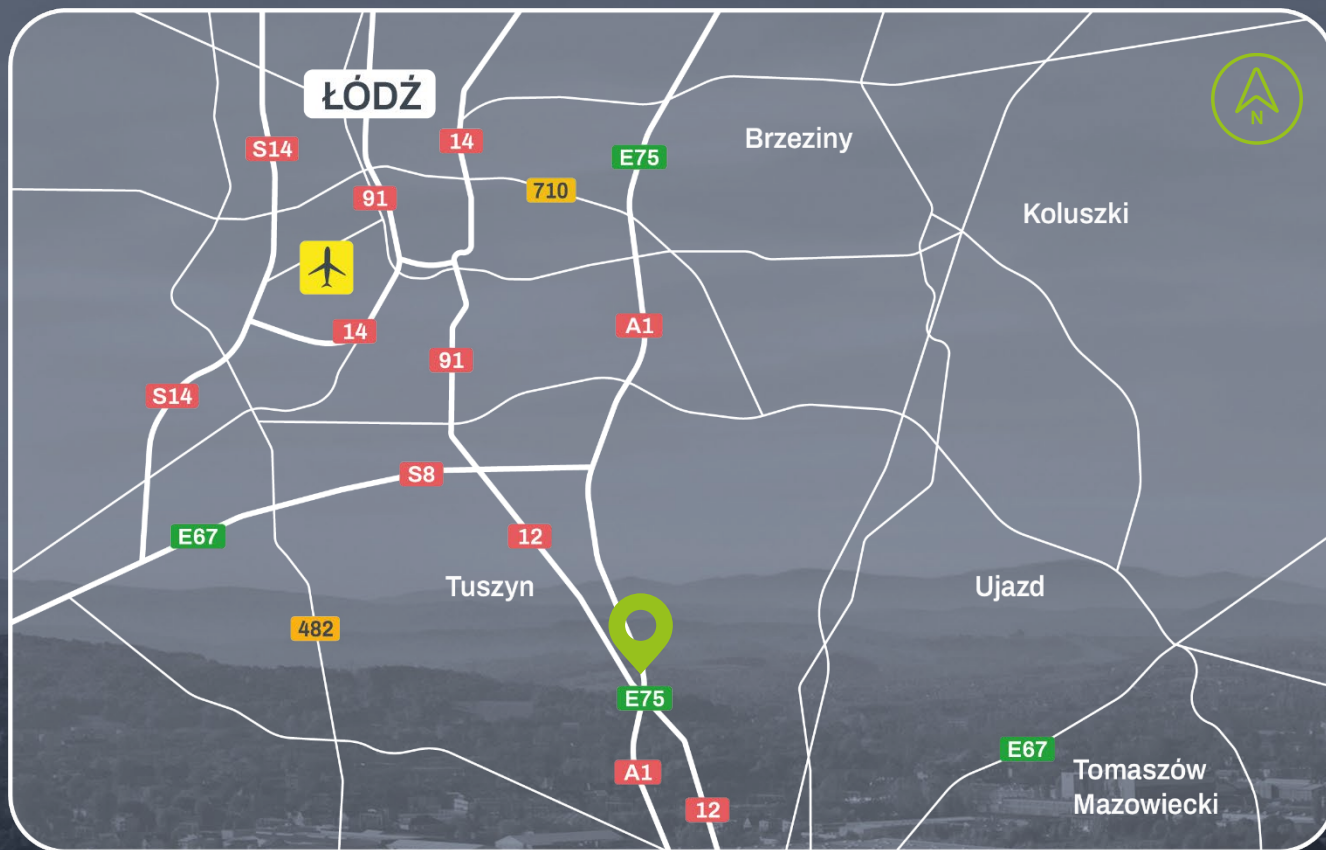 ŁÓDŹ
N
14
Brzeziny
S14
E75
710
91
Koluszki
A1
14
91
S14
S8
E67
12
Tuszyn
Ujazd
482
E75
E67
A1
Tomaszów
Mazowiecki
12